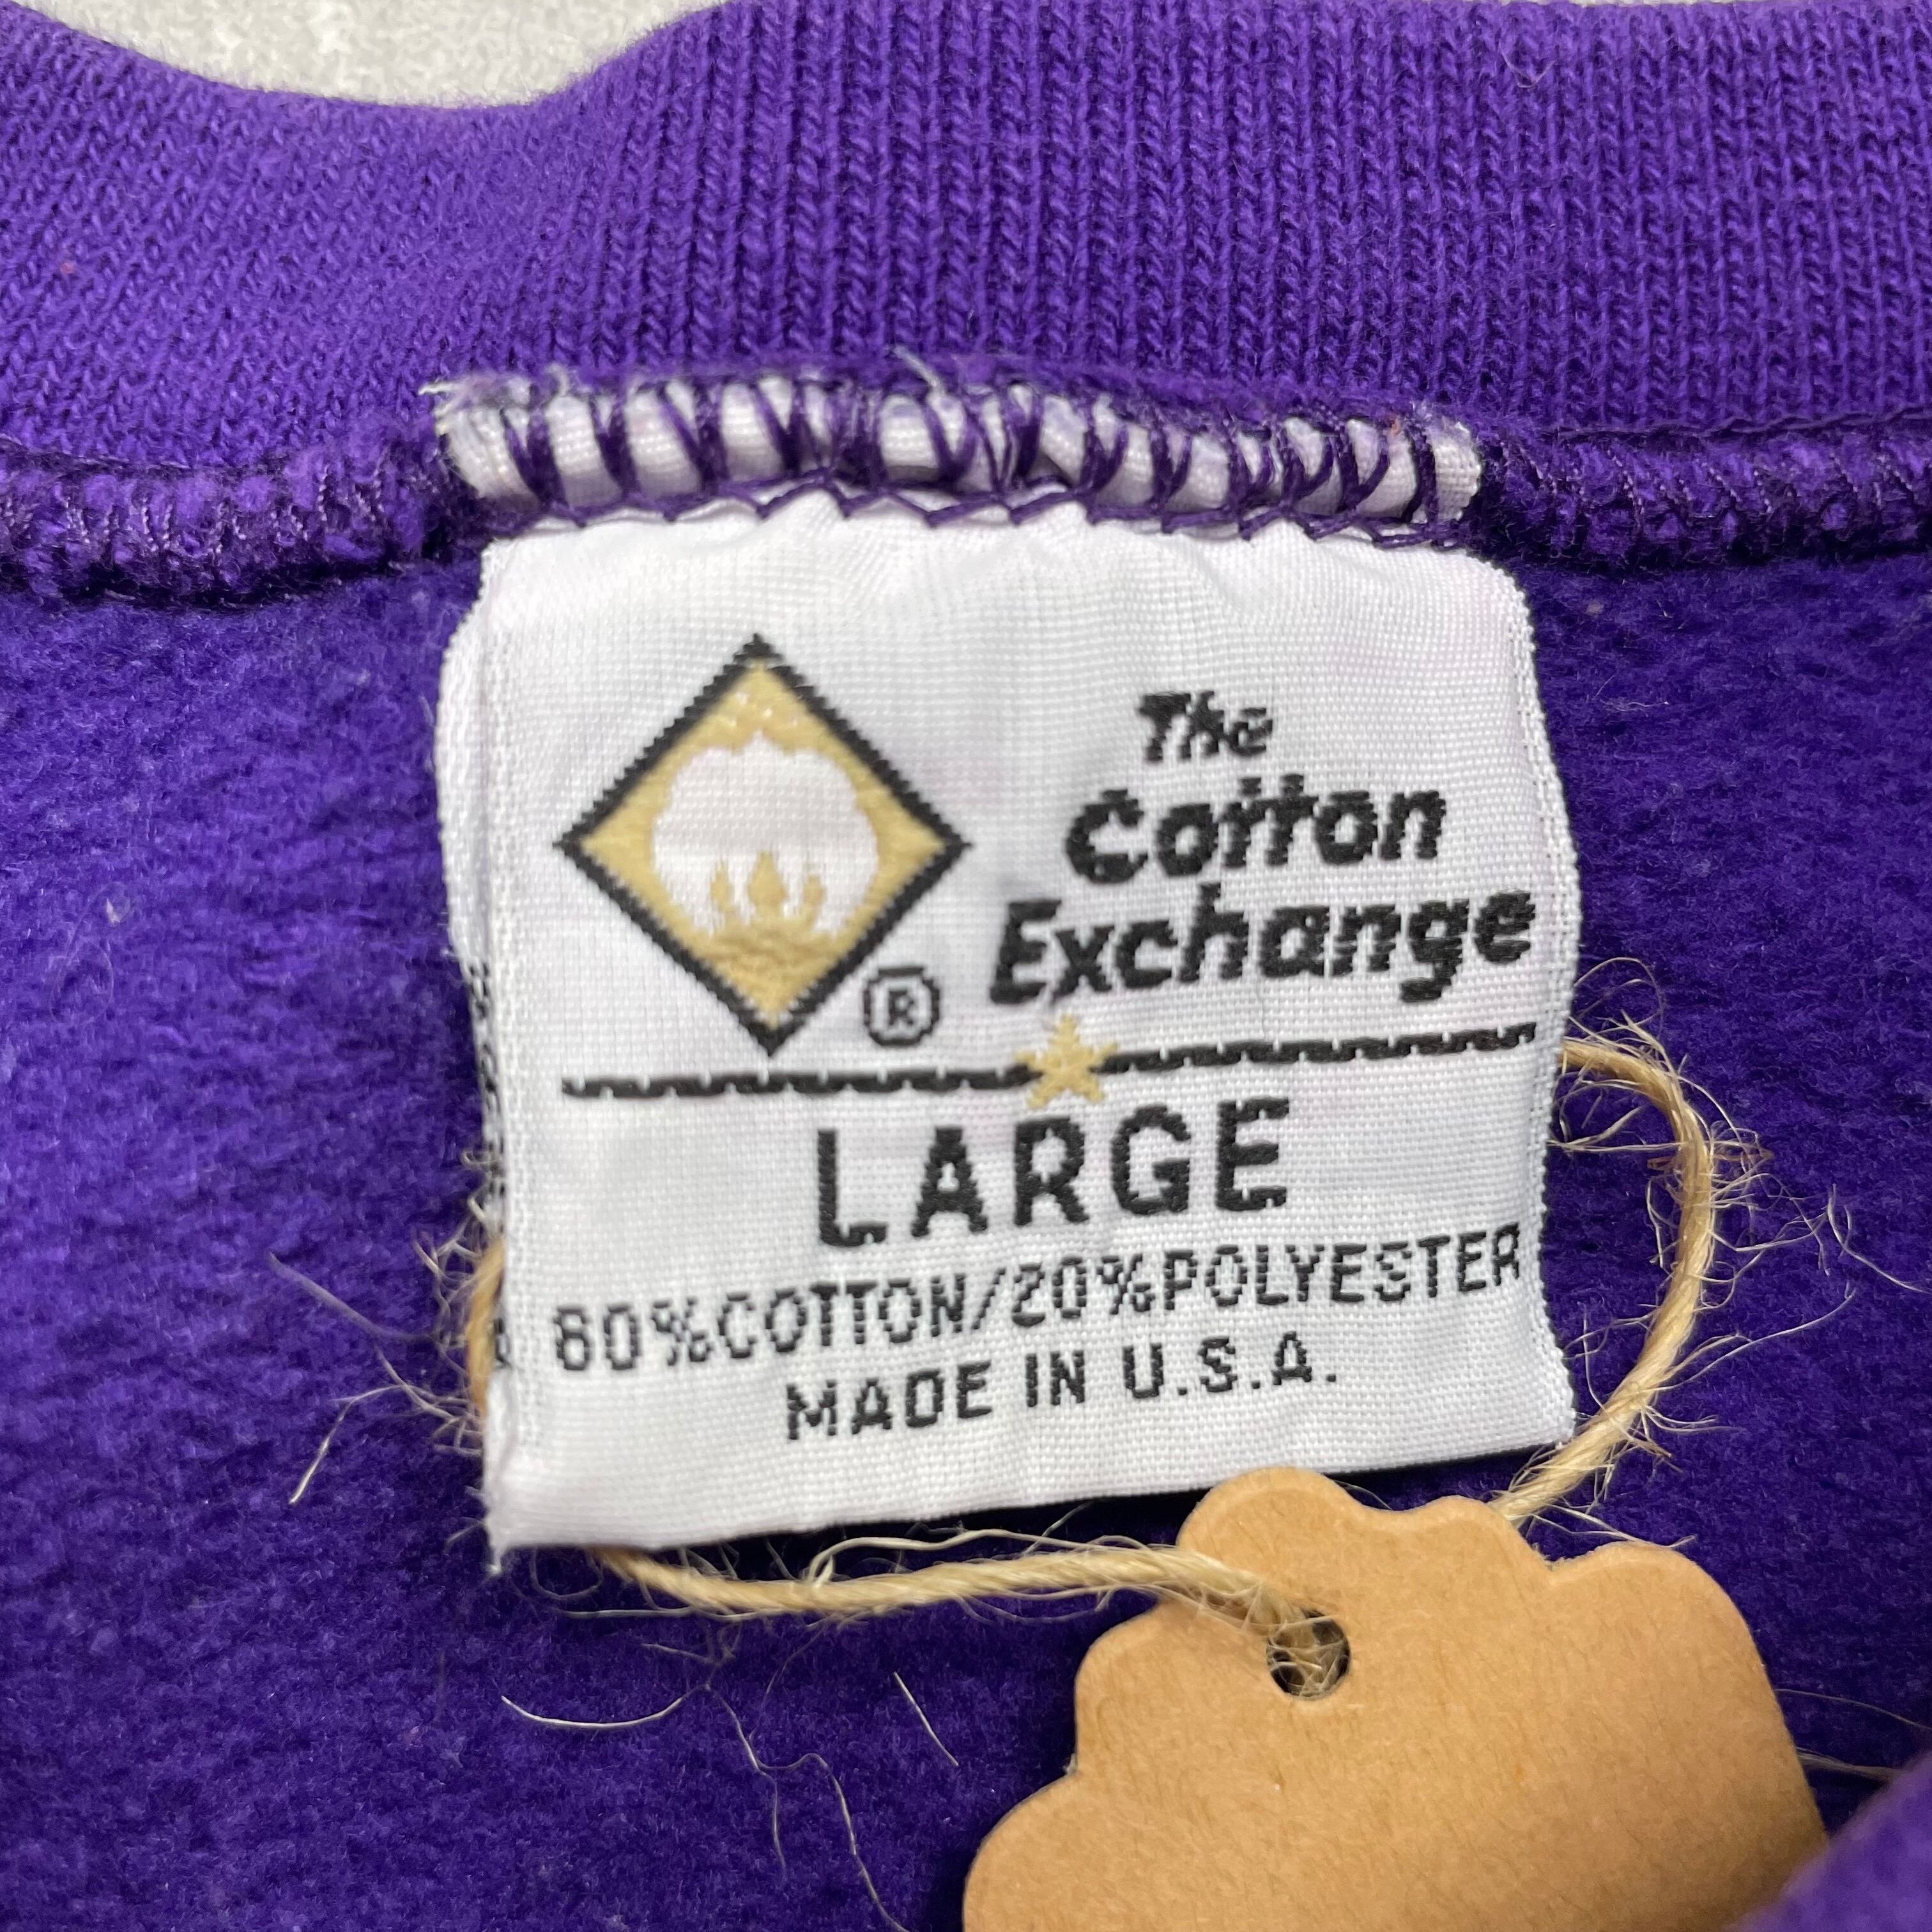 The
Cotton
Exchange
®
LARGE
80%COTTON/20%POLYESTER
MADE IN U.S.A.